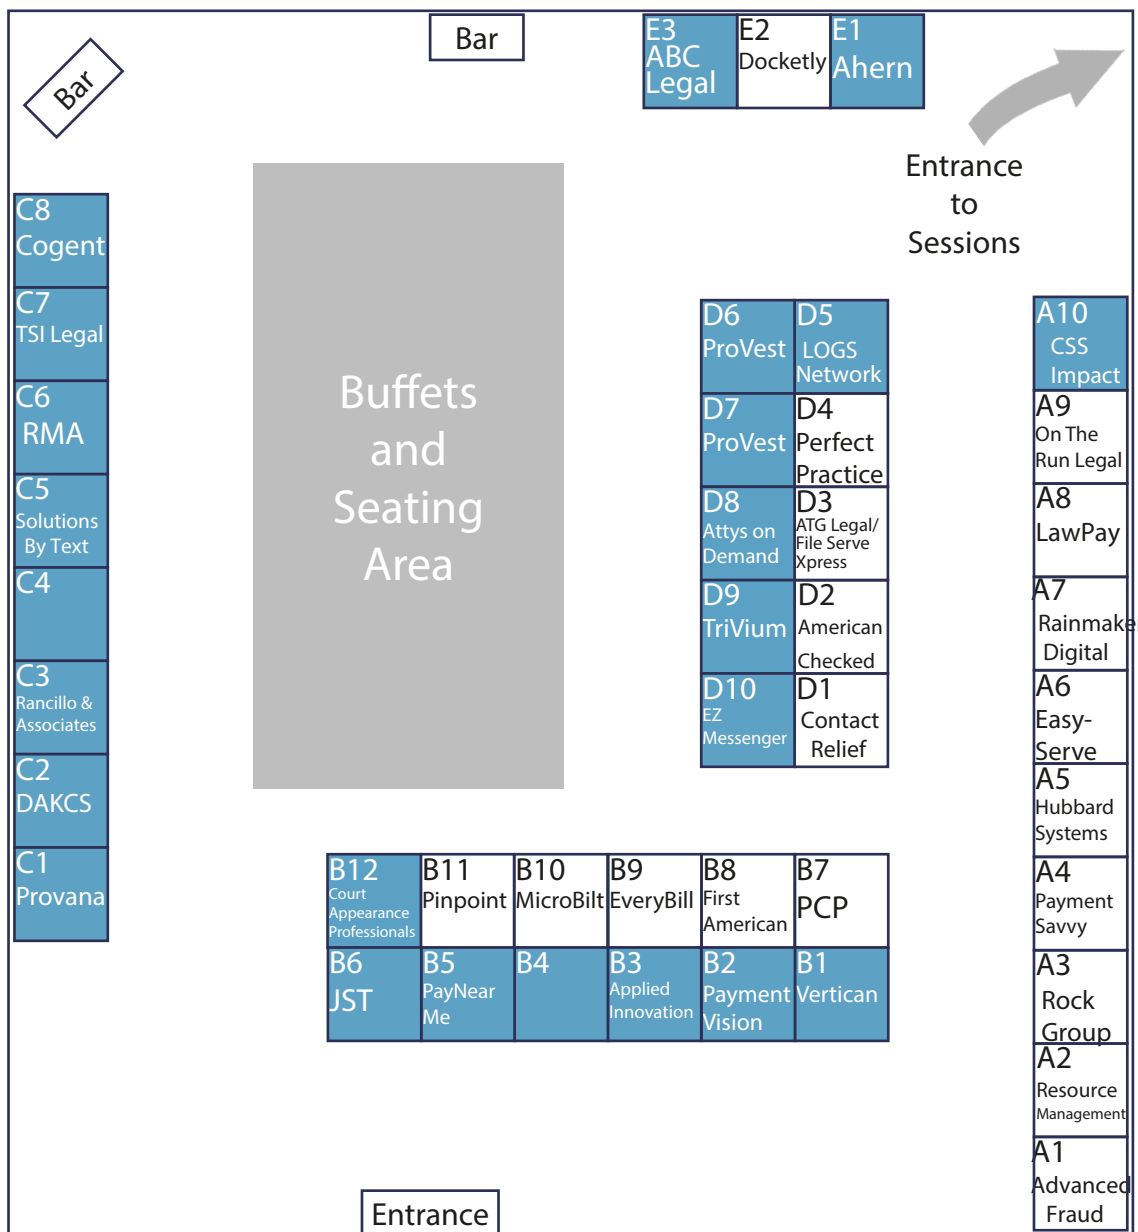 Bar
Bar
E3
ABC
Legal
E2
Docketly
E1
Ahern
Entrance
to
Sessions
C8
Cogent
C7
TSI Legal
C6
RMA
C5
Solutions
By Text
C4
C3
Rancillo &
Associates
C2
DAKCS
C1
Provana
Buffets
and
Seating
Area
D6
ProVest
D5
LOGS
Network
D7
ProVest
D4
Perfect
Practice
D8
Attys on
Demand
D3
ATG Legal/
File Serve
Xpress
D9
TriVium
D2
American
Checked
D10
EZ
Messenger
D1
Contact
Relief
A10
CSS
Impact
A9
On The
Run Legal
A8
LawPay
A7
Rainmaker
Digital
A6
Easy-
Serve
A5
Hubbard
Systems
A4
Payment
Savvy
A3
Rock
Group
A2
Resource
Management
A1
Advanced
Fraud
B12
Court
Appearance
Professionals
B11
Pinpoint
B10
MicroBilt
B9
EveryBill
B8
First
American
B7
PCP
B6
JST
B5
PayNear
Me
B4
B3
Applied
Innovation
B2
Payment
Vision
B1
Vertican
Entrance